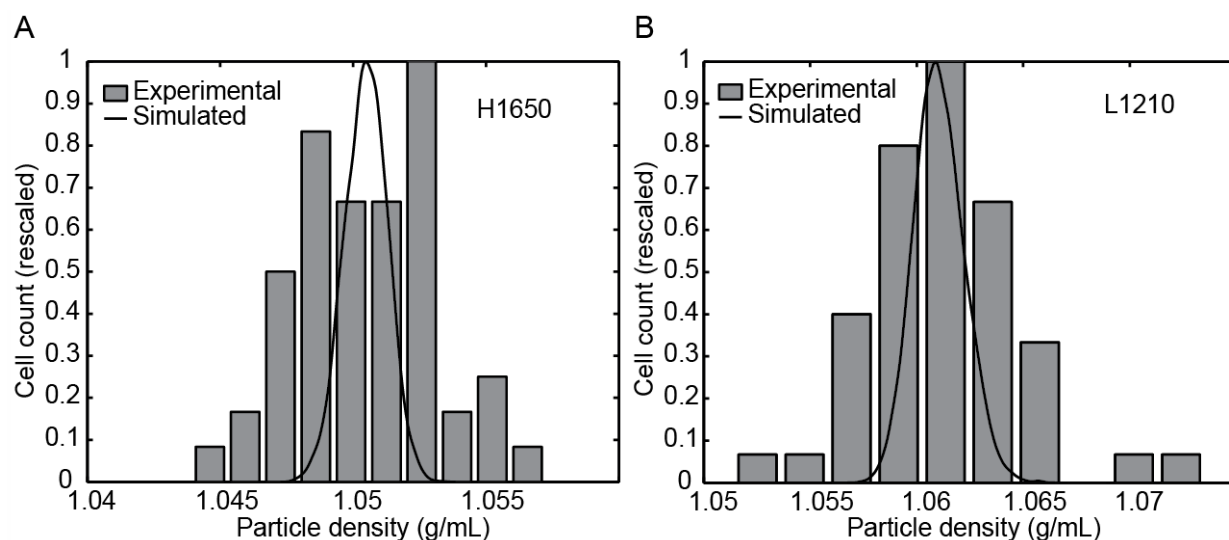 A
Experimental
Simulated
H1650
1
0.9
0.8
0.7
0.6
0.5
0.4
0.3
0.2
0.1
0
Cell count (rescaled)
1.04 1.045 1.05 1.055
Particle density (g/mL)
B
Experimental
Simulated
L1210
1
0.9
0.8
0.7
0.6
0.5
0.4
0.3
0.2
0.1
0
Cell count (rescaled)
1.05 1.055 1.06 1.065 1.07
Particle density (g/mL)